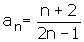 aₙ = (n + 2)/(2n − 1)